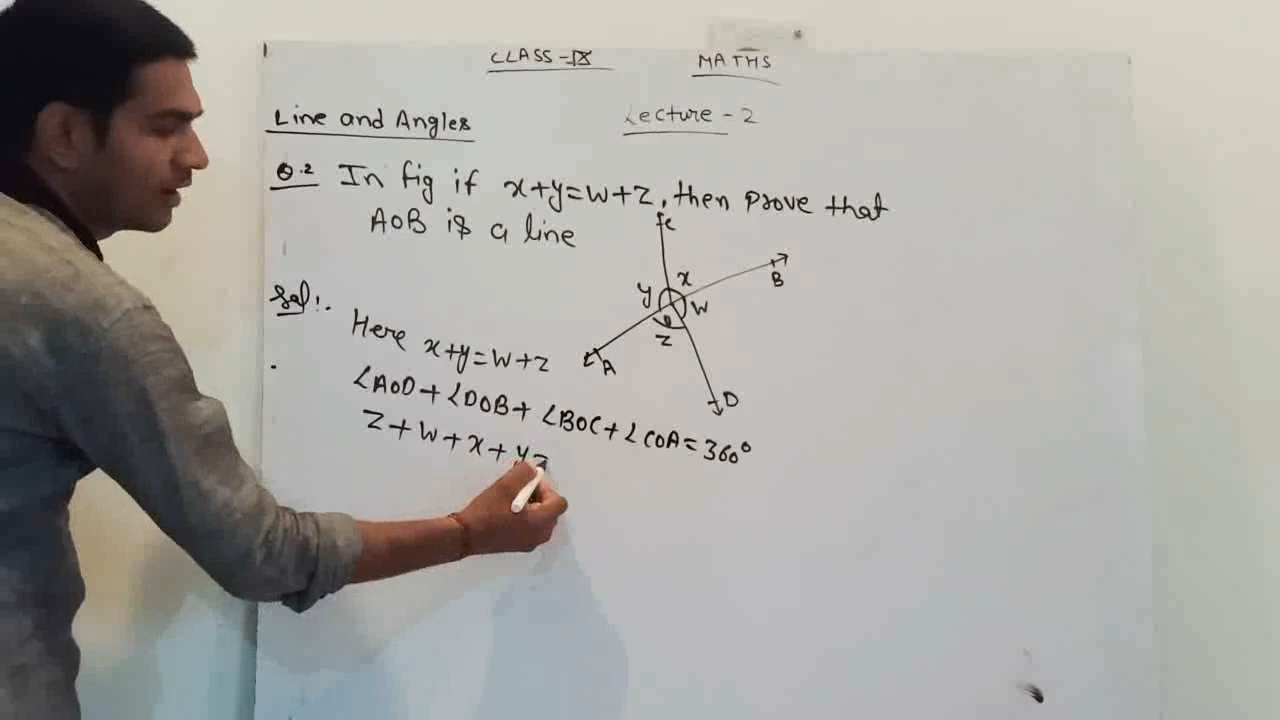 CLASS-IX MATHS
Line and Angles Lecture-2
Q.2 In fig if x+y=w+z, then prove that
AOB is a line
C
x
B
y
w
z
A
D
Sol:.
Here x+y=w+z
∠AOD+∠DOB+∠BOC+∠COA=360°
z+w+x+y=